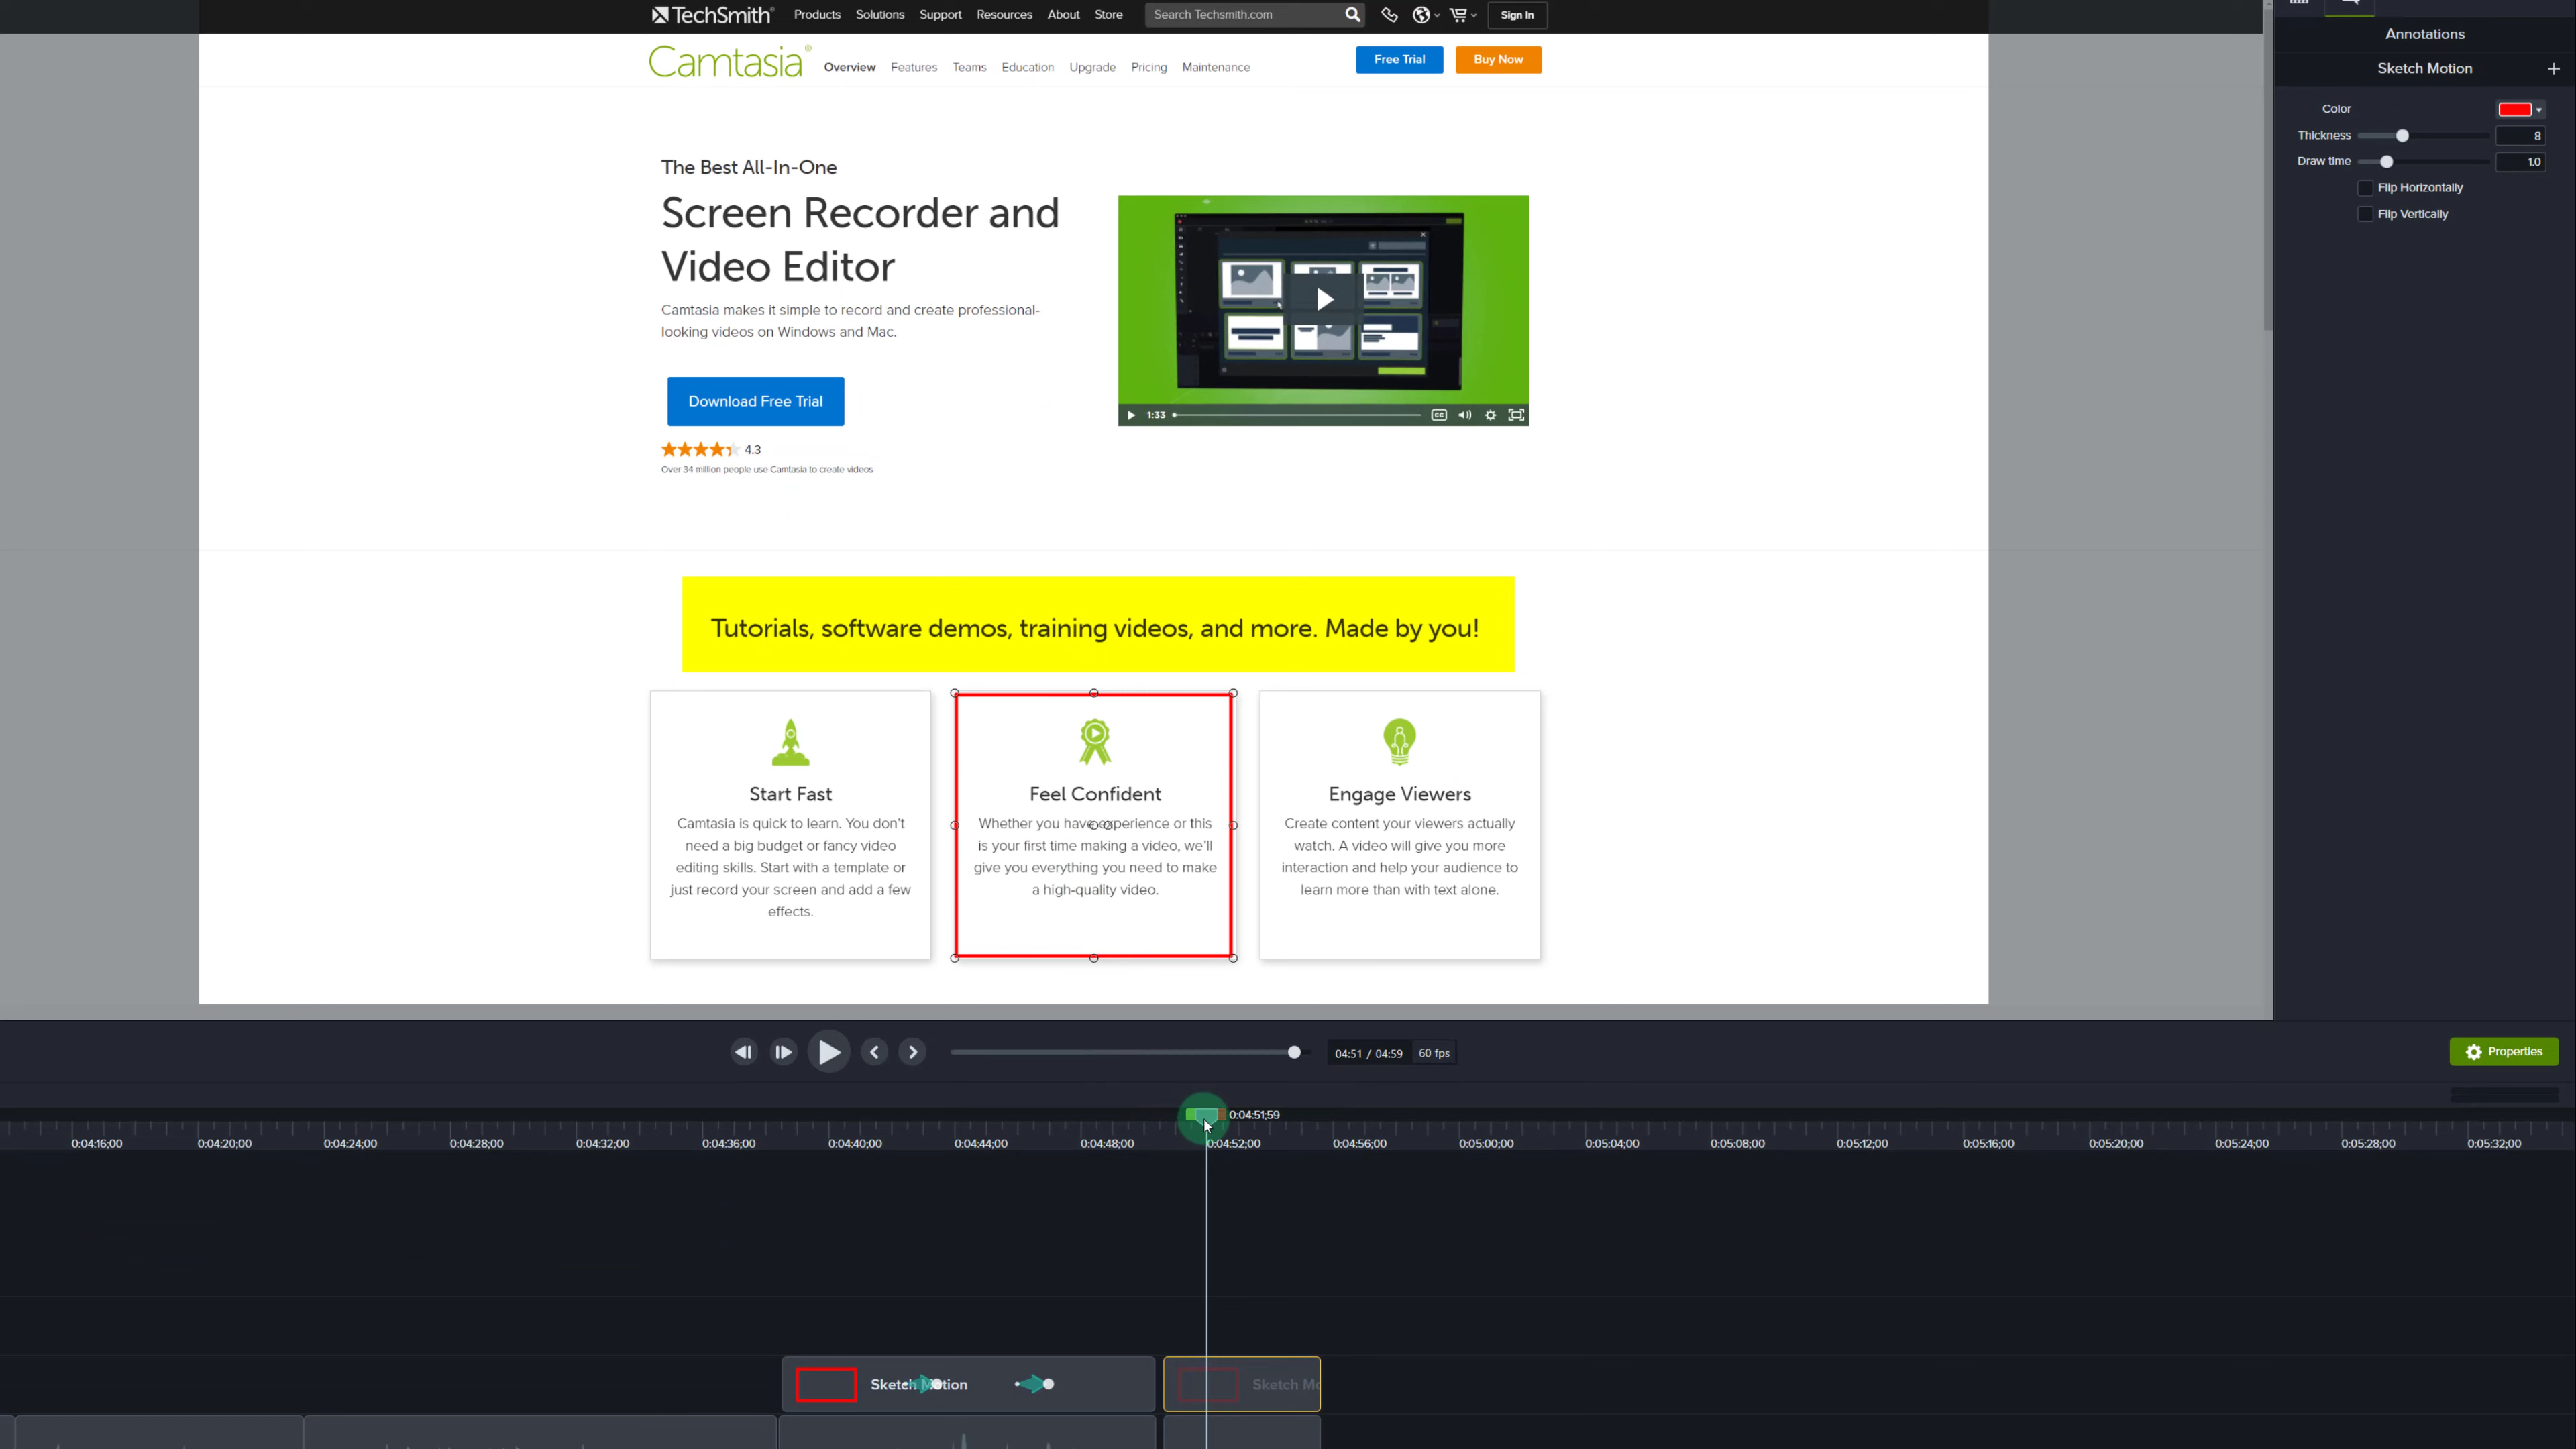 TechSmith® Products Solutions Support Resources About Store Search Techsmith.com Sign In
Camtasia® Overview Features Teams Education Upgrade Pricing Maintenance Free Trial Buy Now
Annotations
Sketch Motion
Color
Thickness 8
Draw time 1.0
Flip Horizontally
Flip Vertically
The Best All-In-One
Screen Recorder and
Video Editor
Camtasia makes it simple to record and create professional-
looking videos on Windows and Mac.
Download Free Trial
4.3
Over 34 million people use Camtasia to create videos
1:33 CC
Tutorials, software demos, training videos, and more. Made by you!
Start Fast
Camtasia is quick to learn. You don't
need a big budget or fancy video
editing skills. Start with a template or
just record your screen and add a few
effects.
Feel Confident
Whether you have experience or this
is your first time making a video, we'll
give you everything you need to make
a high-quality video.
Engage Viewers
Create content your viewers actually
watch. A video will give you more
interaction and help your audience to
learn more than with text alone.
04:51 / 04:59 60 fps
Properties
0:04:51;59
0:04:16;00 0:04:20;00 0:04:24;00 0:04:28;00 0:04:32;00 0:04:36;00 0:04:40;00 0:04:44;00 0:04:48;00 0:04:52;00 0:04:56;00 0:05:00;00 0:05:04;00 0:05:08;00 0:05:12;00 0:05:16;00 0:05:20;00 0:05:24;00 0:05:28;00 0:05:32;00
Sketch Motion Sketch Mo